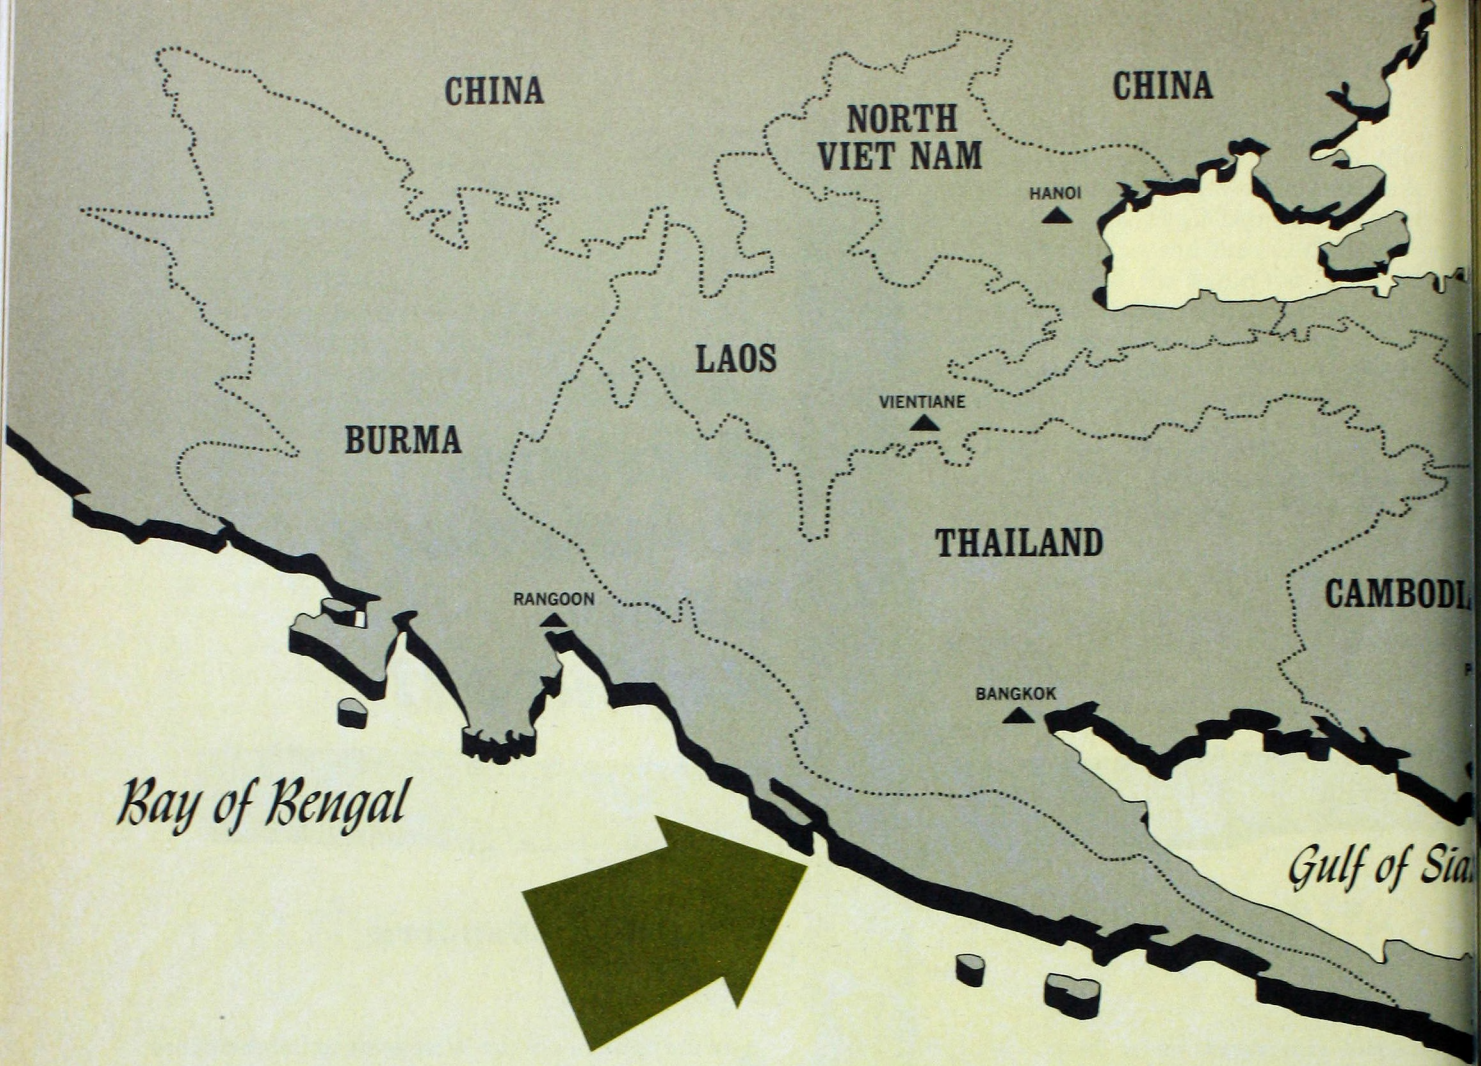 CHINA
CHINA
NORTH
VIET NAM
HANOI
LAOS
VIENTIANE
BURMA
THAILAND
CAMBODI
RANGOON
BANGKOK
Bay of Bengal
Gulf of Sia